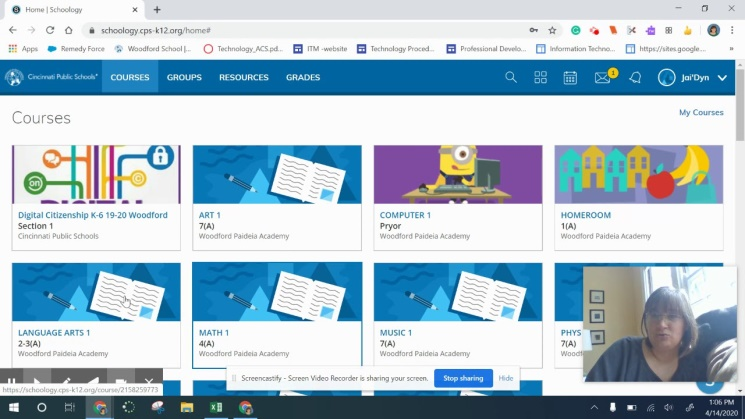 Home | Schoology
schoology.cps-k12.org/home#
Apps
Remedy Force
Woodford School J...
Technology_ACS.pd...
ITM -website
Technology Proced...
Professional Develo...
Information Techno...
https://sites.google....
Cincinnati Public Schools
COURSES
GROUPS
RESOURCES
GRADES
1
Jai'Dyn
Courses
My Courses
on
Digital Citizenship K-6 19-20 Woodford
Section 1
Cincinnati Public Schools
ART 1
7(A)
Woodford Paideia Academy
COMPUTER 1
Pryor
Woodford Paideia Academy
HOMEROOM
1(A)
Woodford Paideia Academy
LANGUAGE ARTS 1
2-3(A)
Woodford Paideia Academy
MATH 1
4(A)
Woodford Paideia Academy
MUSIC 1
7(A)
Woodford Paideia Academy
PHYS
7(A)
Woodf
Screencastify - Screen Video Recorder is sharing your screen.
Stop sharing
Hide
https://schoology.cps-k12.org/course/2158259773
1:06 PM
4/14/2020